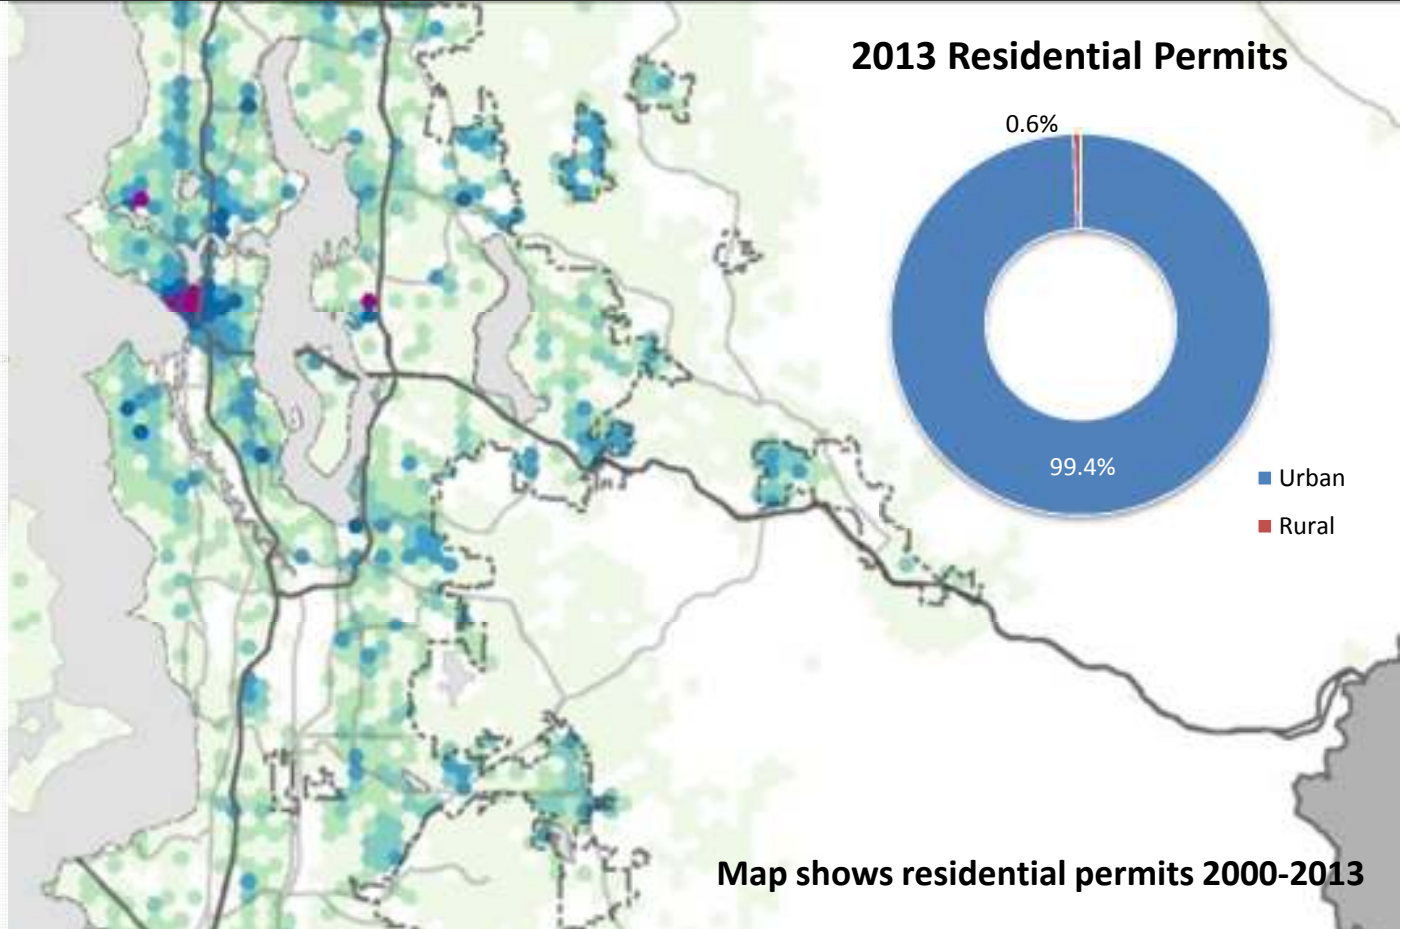 2013 Residential Permits
0.6%
99.4%
Urban
Rural
Map shows residential permits 2000-2013